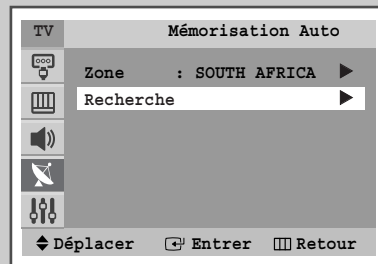 TV Mémorisation Auto
Zone : SOUTH AFRICA
Recherche
Déplacer Entrer Retour